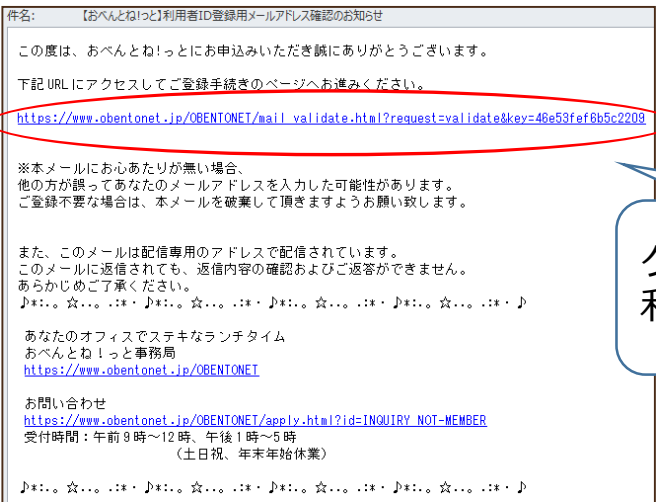 件名: 【おべんとね!っと】利用者ID登録用メールアドレス確認のお知らせ
この度は、おべんとね!っとにお申込みいただき誠にありがとうございます。
下記URLにアクセスしてご登録手続きのページへお進みください。
https://www.obentonet.jp/OBENTONET/mail_validate.html?request=validate&key=46e53fef6b5c2209
※本メールにお心あたりが無い場合、
他の方が誤ってあなたのメールアドレスを入力した可能性があります。
ご登録不要な場合は、本メールを破棄して頂きますようお願い致します。
また、このメールは配信専用のアドレスで配信されています。
このメールに返信されても、返信内容の確認およびご返答ができません。
あらかじめご了承ください。
♪*:.。☆..。.:*・♪*:.。☆..。.:*・♪*:.。☆..。.:*・♪*:.。☆..。.:*・♪
あなたのオフィスでステキなランチタイム
おべんとね!っと事務局
https://www.obentonet.jp/OBENTONET
お問い合わせ
https://www.obentonet.jp/OBENTONET/apply.html?id=INQUIRY_NOT-MEMBER
受付時間:午前9時~12時、午後1時~5時
(土日祝、年末年始休業)
♪*:.。☆..。.:*・♪*:.。☆..。.:*・♪*:.。☆..。.:*・♪*:.。☆..。.:*・♪